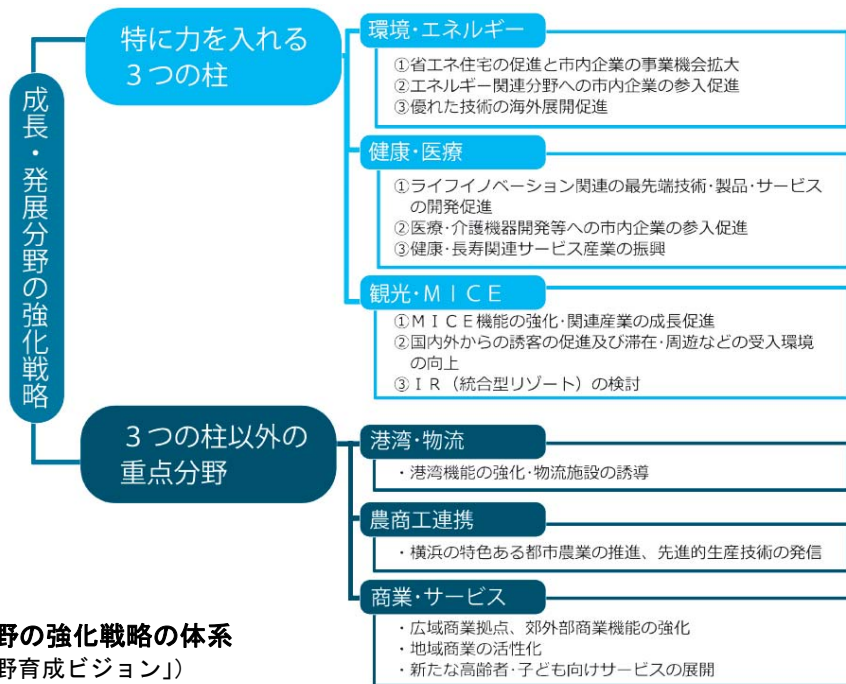 成長・発展分野の強化戦略
特に力を入れる
３つの柱
環境・エネルギー
①省エネ住宅の促進と市内企業の事業機会拡大
②エネルギー関連分野への市内企業の参入促進
③優れた技術の海外展開促進
健康・医療
①ライフイノベーション関連の最先端技術・製品・サービス
の開発促進
②医療・介護機器開発等への市内企業の参入促進
③健康・長寿関連サービス産業の振興
観光・ＭＩＣＥ
①ＭＩＣＥ機能の強化・関連産業の成長促進
②国内外からの誘客の促進及び滞在・周遊などの受入環境
の向上
③ＩＲ（統合型リゾート）の検討
３つの柱以外の
重点分野
港湾・物流
・港湾機能の強化・物流施設の誘導
農商工連携
・横浜の特色ある都市農業の推進、先進的生産技術の発信
商業・サービス
・広域商業拠点、郊外部商業機能の強化
・地域商業の活性化
・新たな高齢者・子ども向けサービスの展開
野の強化戦略の体系
野育成ビジョン」）